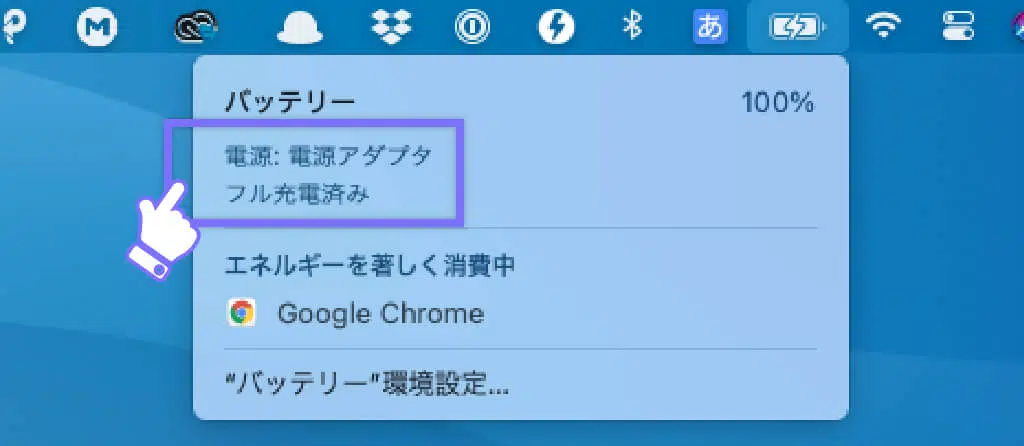 あ
バッテリー 100%
電源: 電源アダプタ
フル充電済み
エネルギーを著しく消費中
Google Chrome
“バッテリー”環境設定...